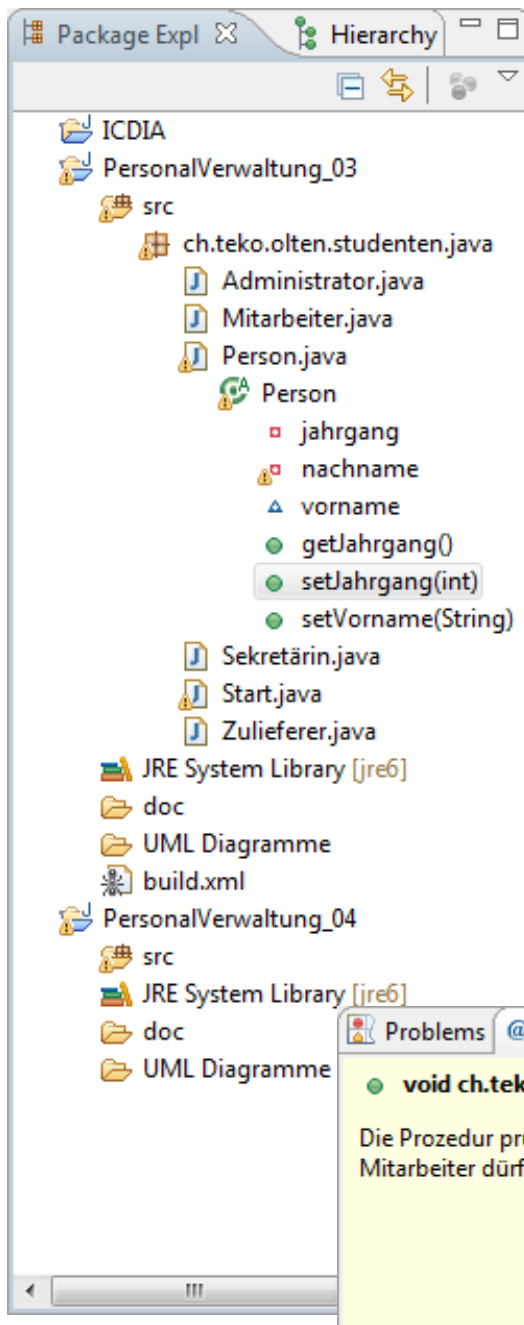 Package Expl Hierarchy
ICDIA
PersonalVerwaltung_03
src
ch.teko.olten.studenten.java
Administrator.java
Mitarbeiter.java
Person.java
Person
jahrgang
nachname
vorname
getJahrgang()
setJahrgang(int)
setVorname(String)
Sekretärin.java
Start.java
Zulieferer.java
JRE System Library [jre6]
doc
UML Diagramme
build.xml
PersonalVerwaltung_04
src
JRE System Library [jre6]
doc
UML Diagramme
Problems @
void ch.tek
Die Prozedur prü
Mitarbeiter dürf